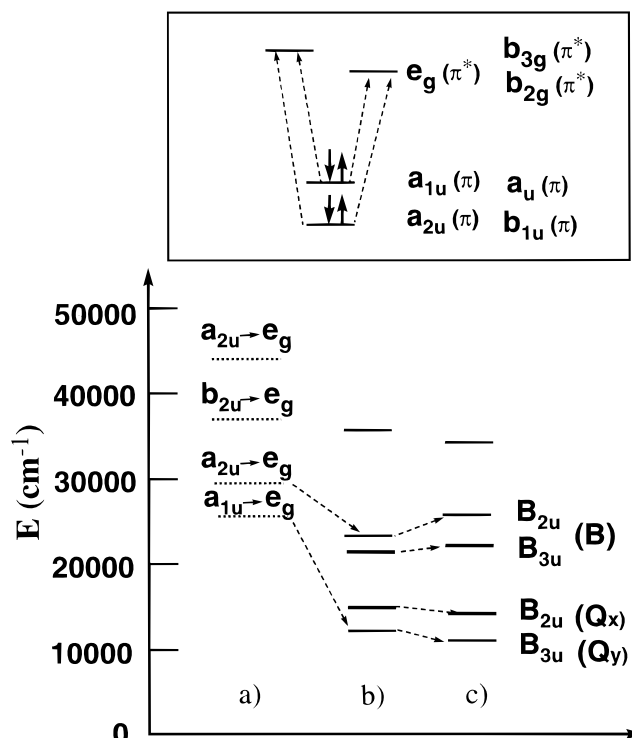 b3g (π*)
eg (π*)
b2g (π*)
a1u (π) au (π)
a2u (π) b1u (π)
50000
a2u→eg
40000
b2u→eg
a2u→eg
30000
a1u→eg
B2u (B)
B3u
20000
B2u (Qx)
B3u (Qy)
10000
a) b) c)
0
E (cm-1)